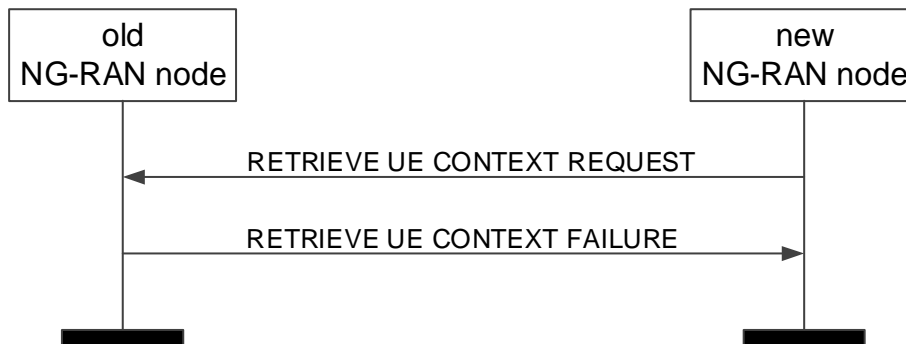 old
NG-RAN node
new
NG-RAN node
RETRIEVE UE CONTEXT REQUEST
RETRIEVE UE CONTEXT FAILURE